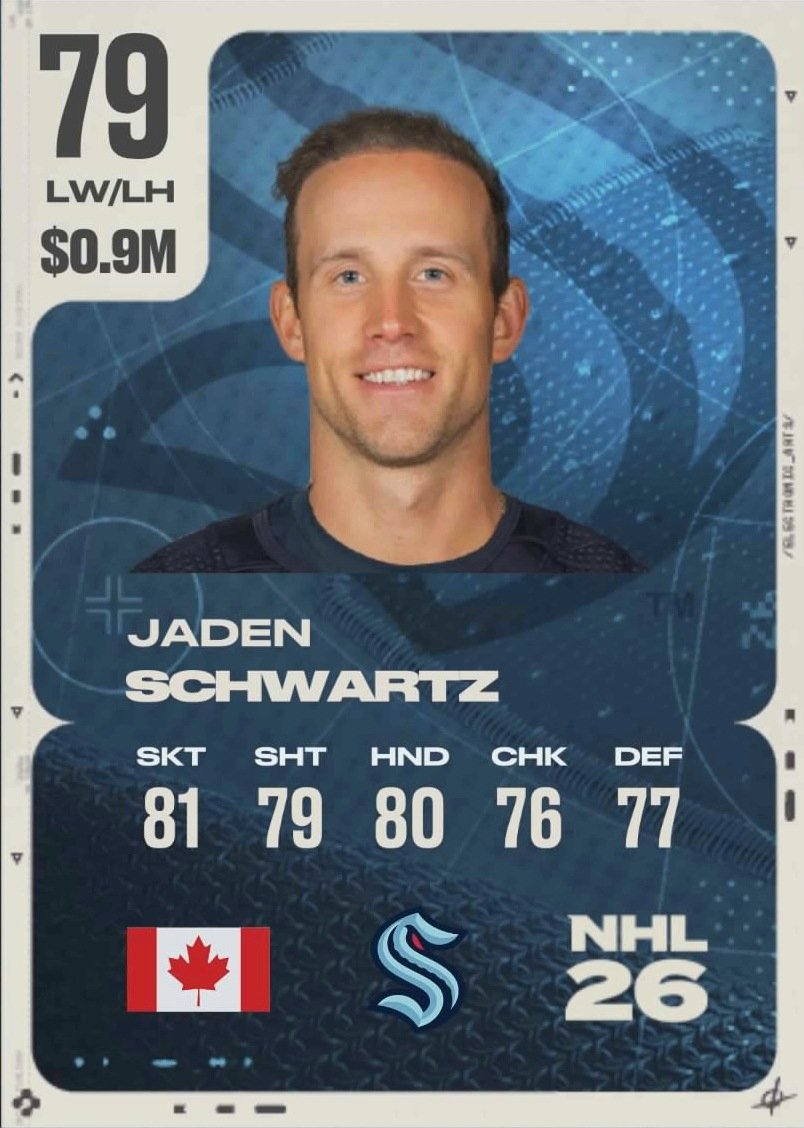 79
LW/LH
$0.9M
TM
JADEN
SCHWARTZ
SKT SHT HND CHK DEF
81 79 80 76 77
NHL
26